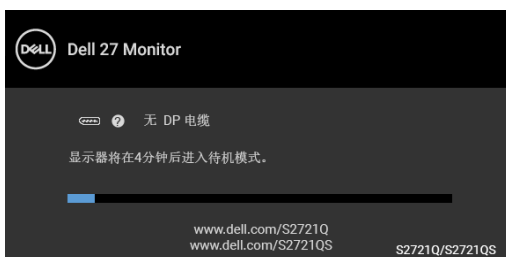 DELL
Dell 27 Monitor
无 DP 电缆
显示器将在4分钟后进入待机模式。
www.dell.com/S2721Q
www.dell.com/S2721QS
S2721Q/S2721QS